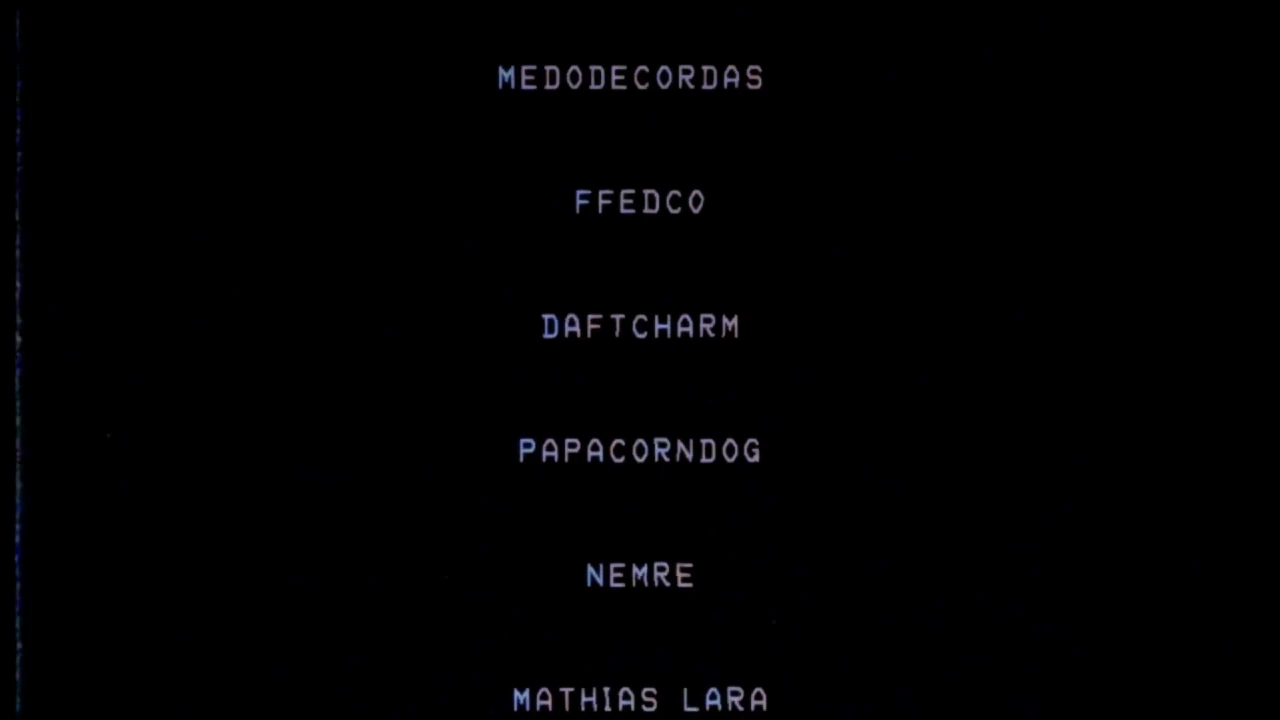 MEDODECORDAS
FFEDCO
DAFTCHARM
PAPACORNDOG
NEMRE
MATHIAS LARA